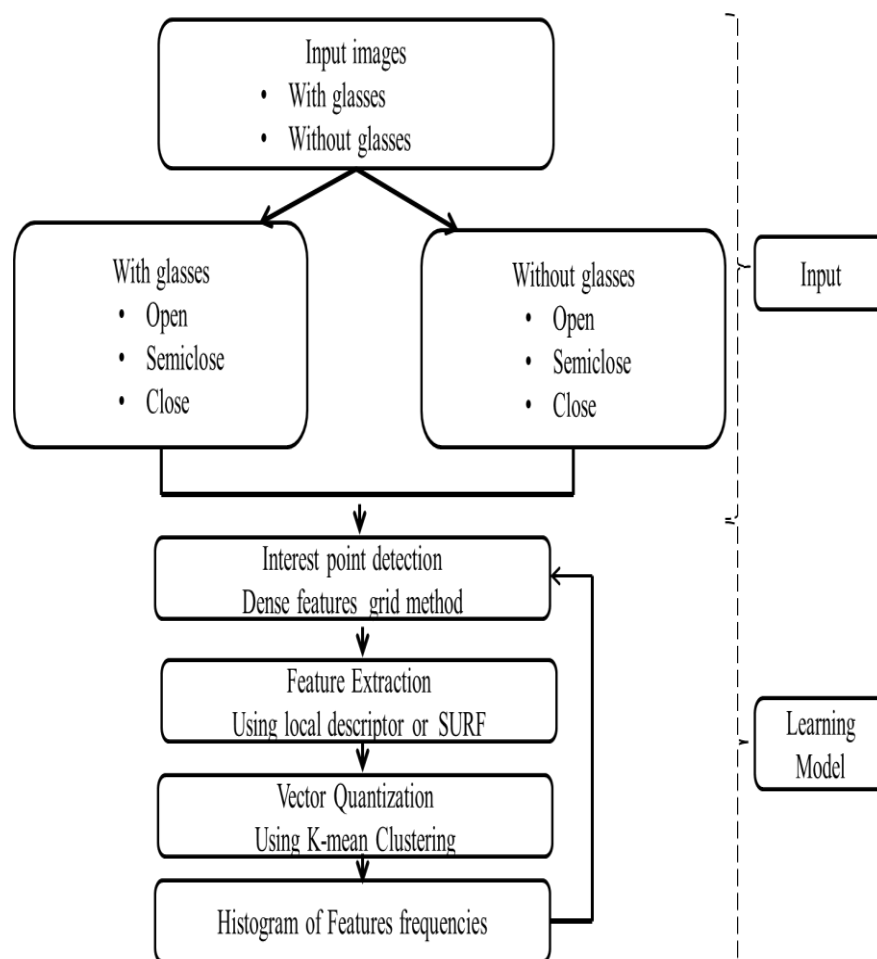 Input images
• With glasses
• Without glasses
With glasses
• Open
• Semiclose
• Close
Without glasses
• Open
• Semiclose
• Close
Input
Interest point detection
Dense features grid method
Feature Extraction
Using local descriptor or SURF
Vector Quantization
Using K-mean Clustering
Histogram of Features frequencies
Learning
Model